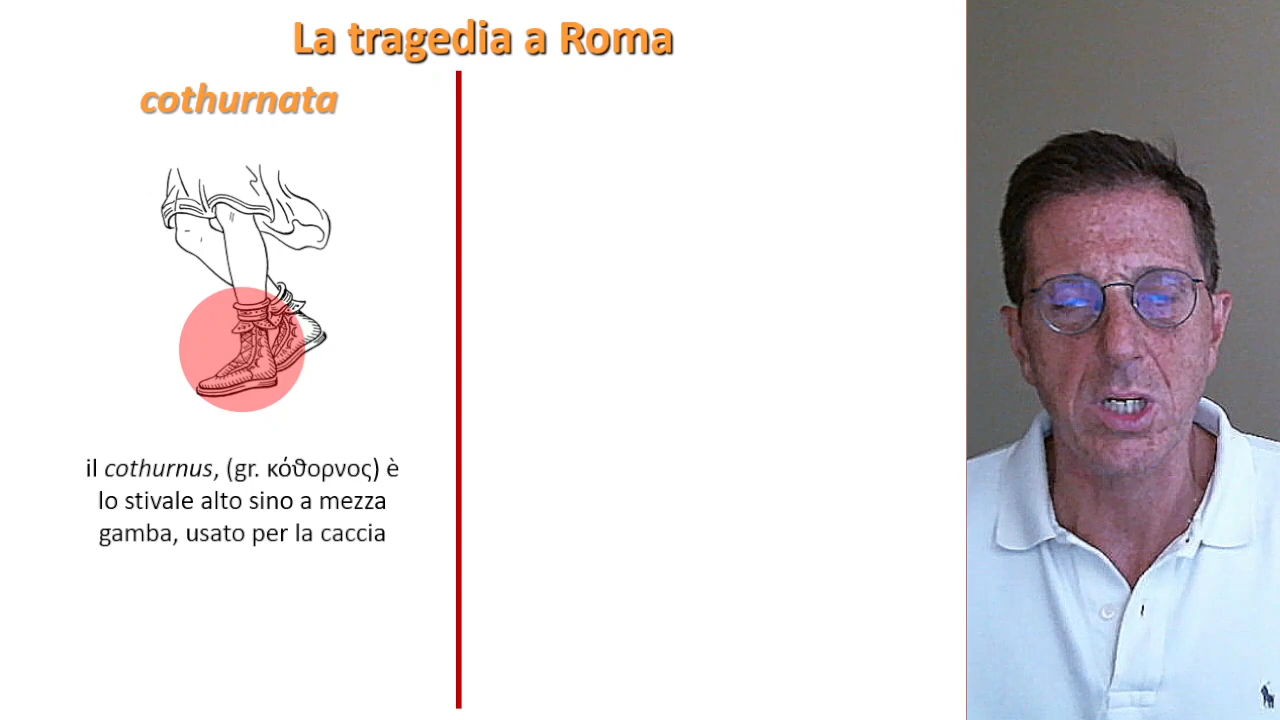 La tragedia a Roma
cothurnata
il cothurnus, (gr. κόϑορνος) è
lo stivale alto sino a mezza
gamba, usato per la caccia